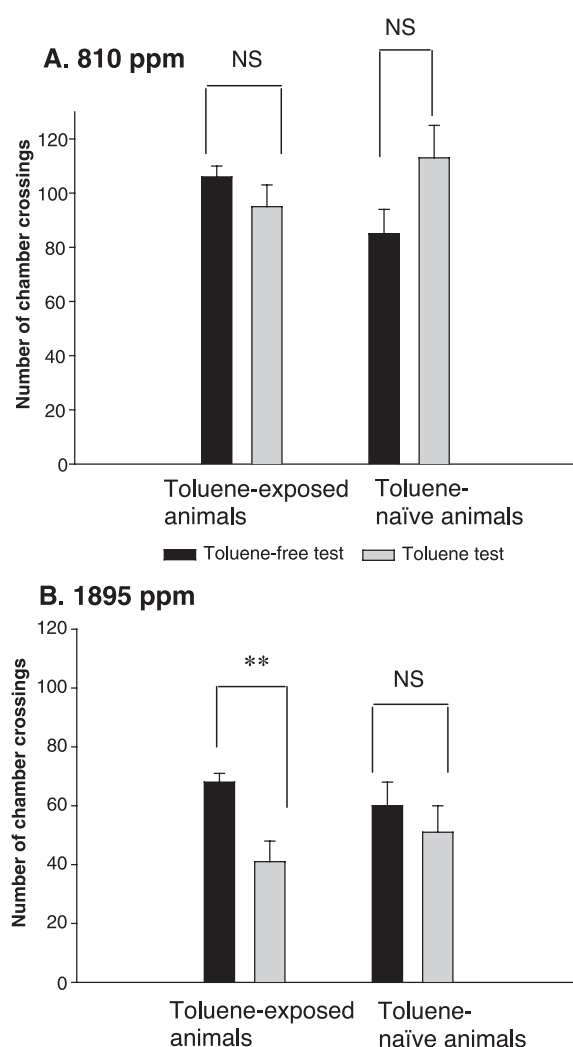 A. 810 ppm
NS
NS
Number of chamber crossings
120
100
80
60
40
20
0
Toluene-exposed
animals
Toluene-
naïve animals
Toluene-free test
Toluene test
B. 1895 ppm
**
NS
Number of chamber crossings
120
100
80
60
40
20
0
Toluene-exposed
animals
Toluene-
naïve animals